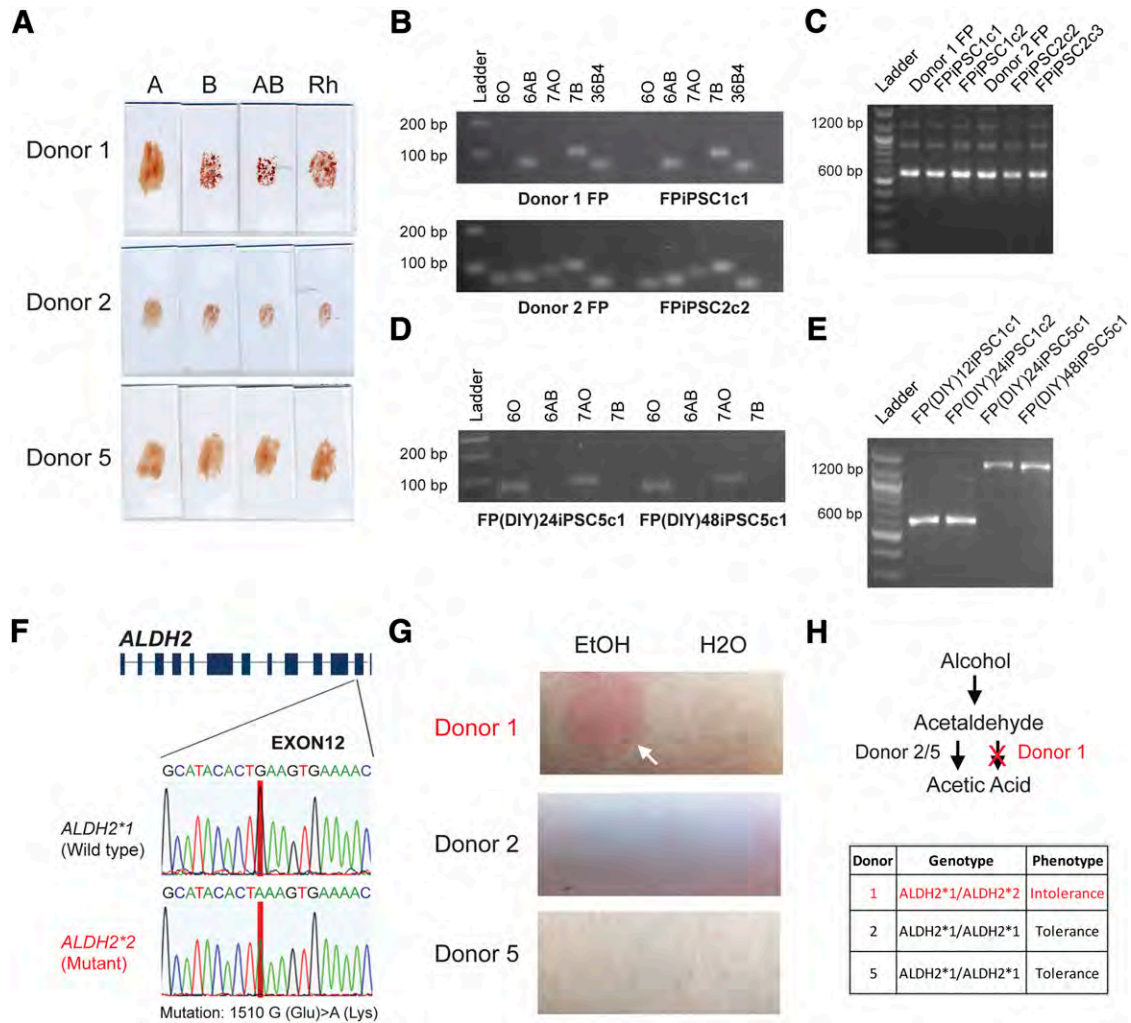 A
A B AB Rh
Donor 1
Donor 2
Donor 5
B
Ladder 6O 6AB 7AO 7B 36B4 6O 6AB 7AO 7B 36B4
200 bp
100 bp
Donor 1 FP FPiPSC1c1
200 bp
100 bp
Donor 2 FP FPiPSC2c2
C
Ladder Donor 1 FP FPiPSC1c1 FPiPSC1c2 Donor 2 FP FPiPSC2c2 FPiPSC2c3
1200 bp
600 bp
D
Ladder 6O 6AB 7AO 7B 6O 6AB 7AO 7B
200 bp
100 bp
FP(DIY)24iPSC5c1 FP(DIY)48iPSC5c1
E
Ladder FP(DIY)12iPSC1c1 FP(DIY)24iPSC1c2 FP(DIY)24iPSC5c1 FP(DIY)48iPSC5c1
1200 bp
600 bp
F
ALDH2
EXON12
GCATACACTGAAGTGAAAAC
ALDH2*1
(Wild type)
GCATACACTAAAGTGAAAAC
ALDH2*2
(Mutant)
Mutation: 1510 G (Glu)>A (Lys)
G
EtOH H2O
Donor 1
Donor 2
Donor 5
H
Alcohol
Acetaldehyde
Donor 2/5 Donor 1
Acetic Acid
Donor Genotype Phenotype
1 ALDH2*1/ALDH2*2 Intolerance
2 ALDH2*1/ALDH2*1 Tolerance
5 ALDH2*1/ALDH2*1 Tolerance